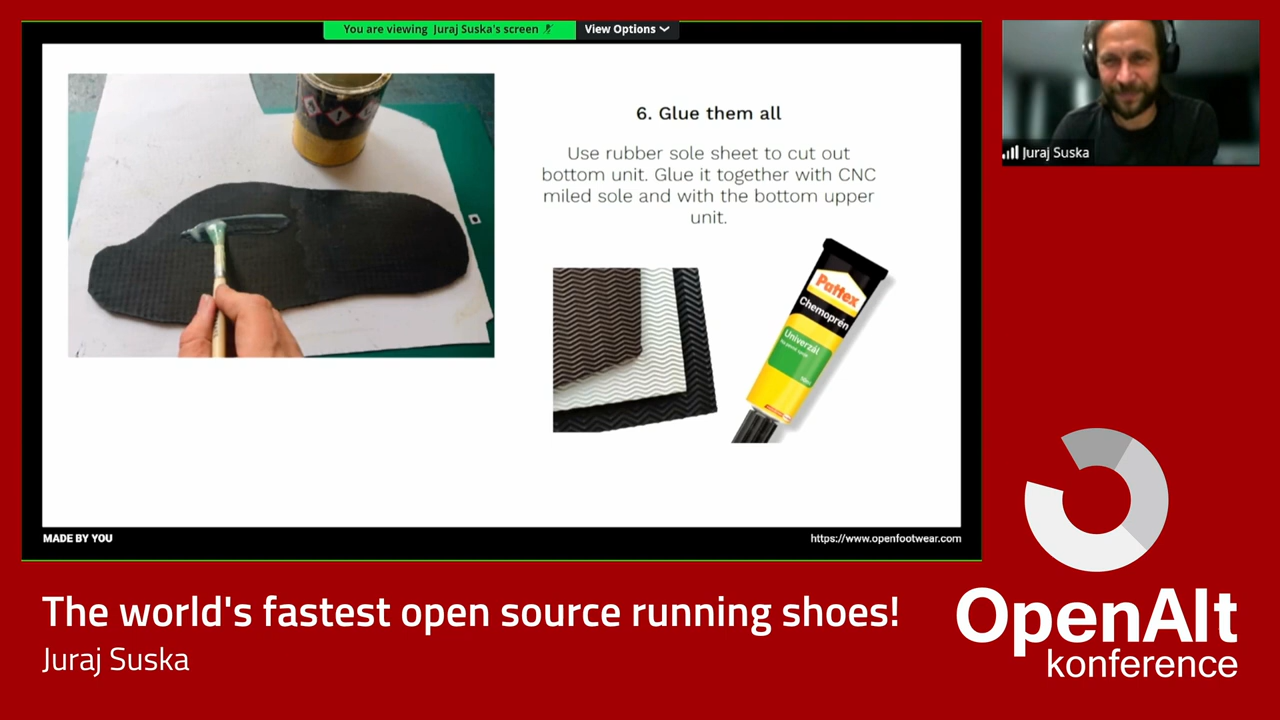 You are viewing Juraj Suska's screen
View Options
Juraj Suska
6. Glue them all
Use rubber sole sheet to cut out
bottom unit. Glue it together with CNC
miled sole and with the bottom upper
unit.
Pattex
Chemoprén
Univerzál
MADE BY YOU
https://www.openfootwear.com
The world's fastest open source running shoes!
Juraj Suska
OpenAlt
konference